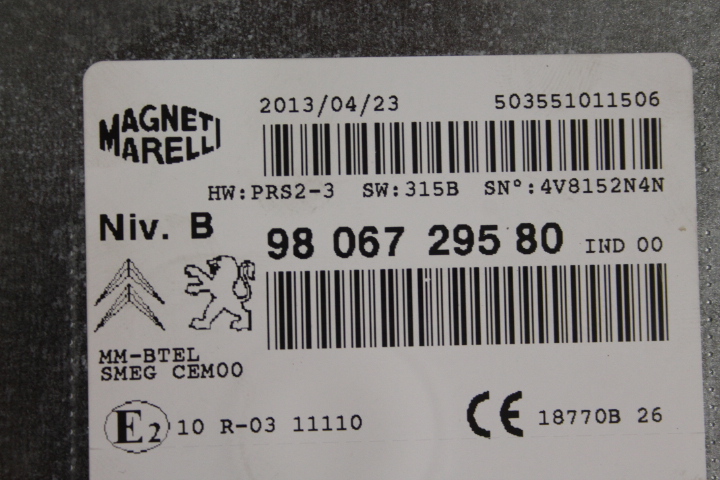 MAGNETI MARELLI
2013/04/23 503551011506
HW:PRS2-3 SW:315B SN°:4V8152N4N
Niv. B
98 067 295 80 IND 00
MM-BTEL
SMEG CEM00
E2 10 R-03 11110
CE 18770B 26